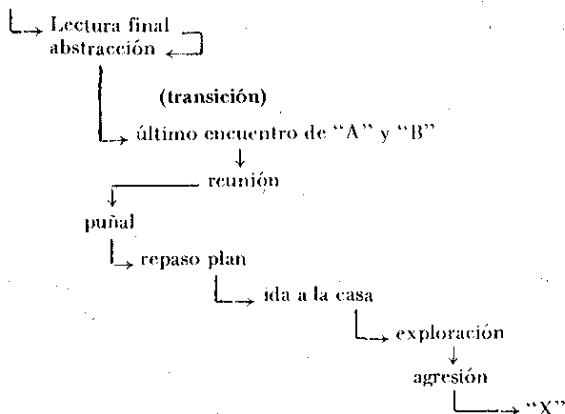 Lectura final
abstracción
(transición)
último encuentro de “A” y “B”
reunión
puñal
repaso plan
ida a la casa
exploración
agresión
“X”